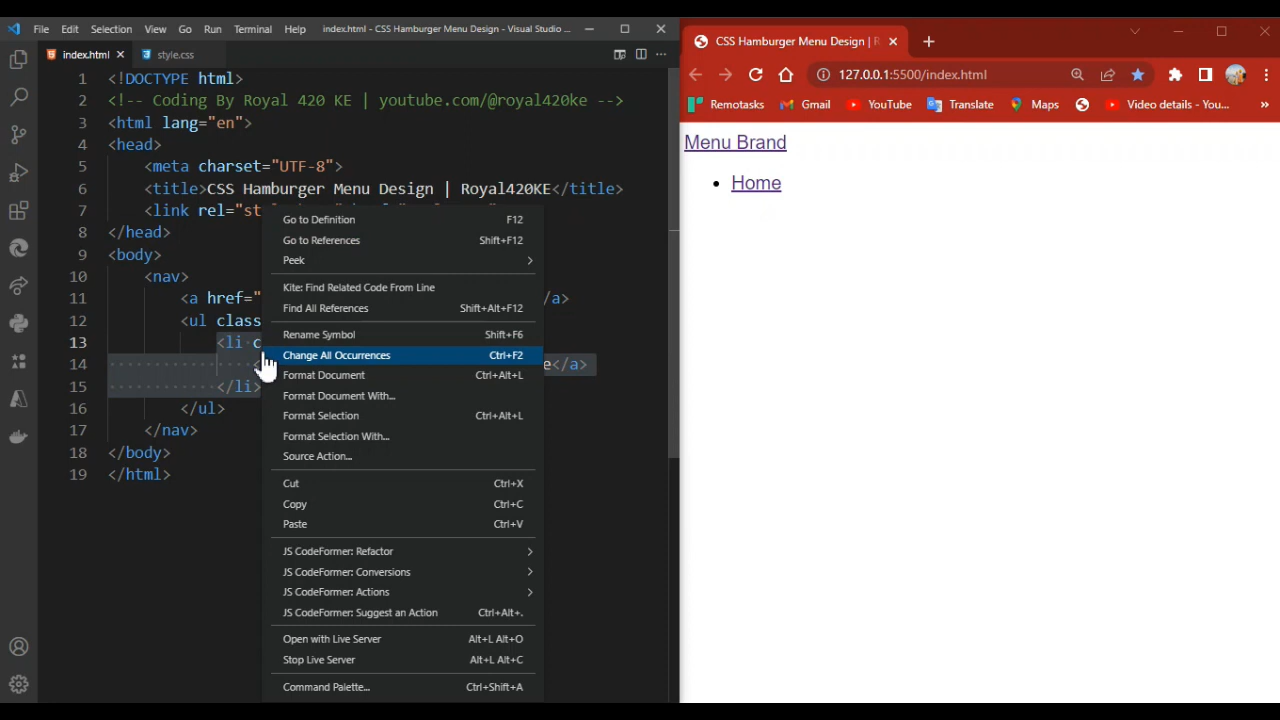 File Edit Selection View Go Run Terminal Help index.html - CSS Hamburger Menu Design - Visual Studio ...
index.html style.css
1 <!DOCTYPE html>
2 <!-- Coding By Royal 420 KE | youtube.com/@royal420ke -->
3 <html lang="en">
4 <head>
5 <meta charset="UTF-8">
6 <title>CSS Hamburger Menu Design | Royal420KE</title>
7 <link rel="st
8 </head>
9 <body>
10 <nav>
11 <a href=" /a>
12 <ul class
13 <li c
14 < e</a>
15 </li>
16 </ul>
17 </nav>
18 </body>
19 </html>
Go to Definition F12
Go to References Shift+F12
Peek
Kite: Find Related Code From Line
Find All References Shift+Alt+F12
Rename Symbol Shift+F6
Change All Occurrences Ctrl+F2
Format Document Ctrl+Alt+L
Format Document With...
Format Selection Ctrl+Alt+L
Format Selection With...
Source Action...
Cut Ctrl+X
Copy Ctrl+C
Paste Ctrl+V
JS CodeFormer: Refactor
JS CodeFormer: Conversions
JS CodeFormer: Actions
JS CodeFormer: Suggest an Action Ctrl+Alt+.
Open with Live Server Alt+L Alt+O
Stop Live Server Alt+L Alt+C
Command Palette... Ctrl+Shift+A
CSS Hamburger Menu Design | R
127.0.0.1:5500/index.html
Remotasks Gmail YouTube Translate Maps Video details - You... »
Menu Brand
• Home